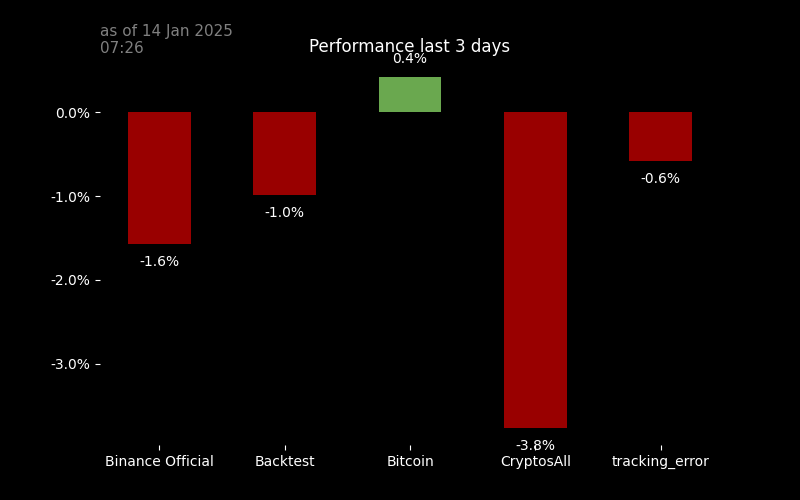 as of 14 Jan 2025
07:26
Performance last 3 days
0.4%
0.0%
-1.0%
-2.0%
-3.0%
-1.6%
-1.0%
-0.6%
-3.8%
Binance Official
Backtest
Bitcoin
CryptosAll
tracking_error